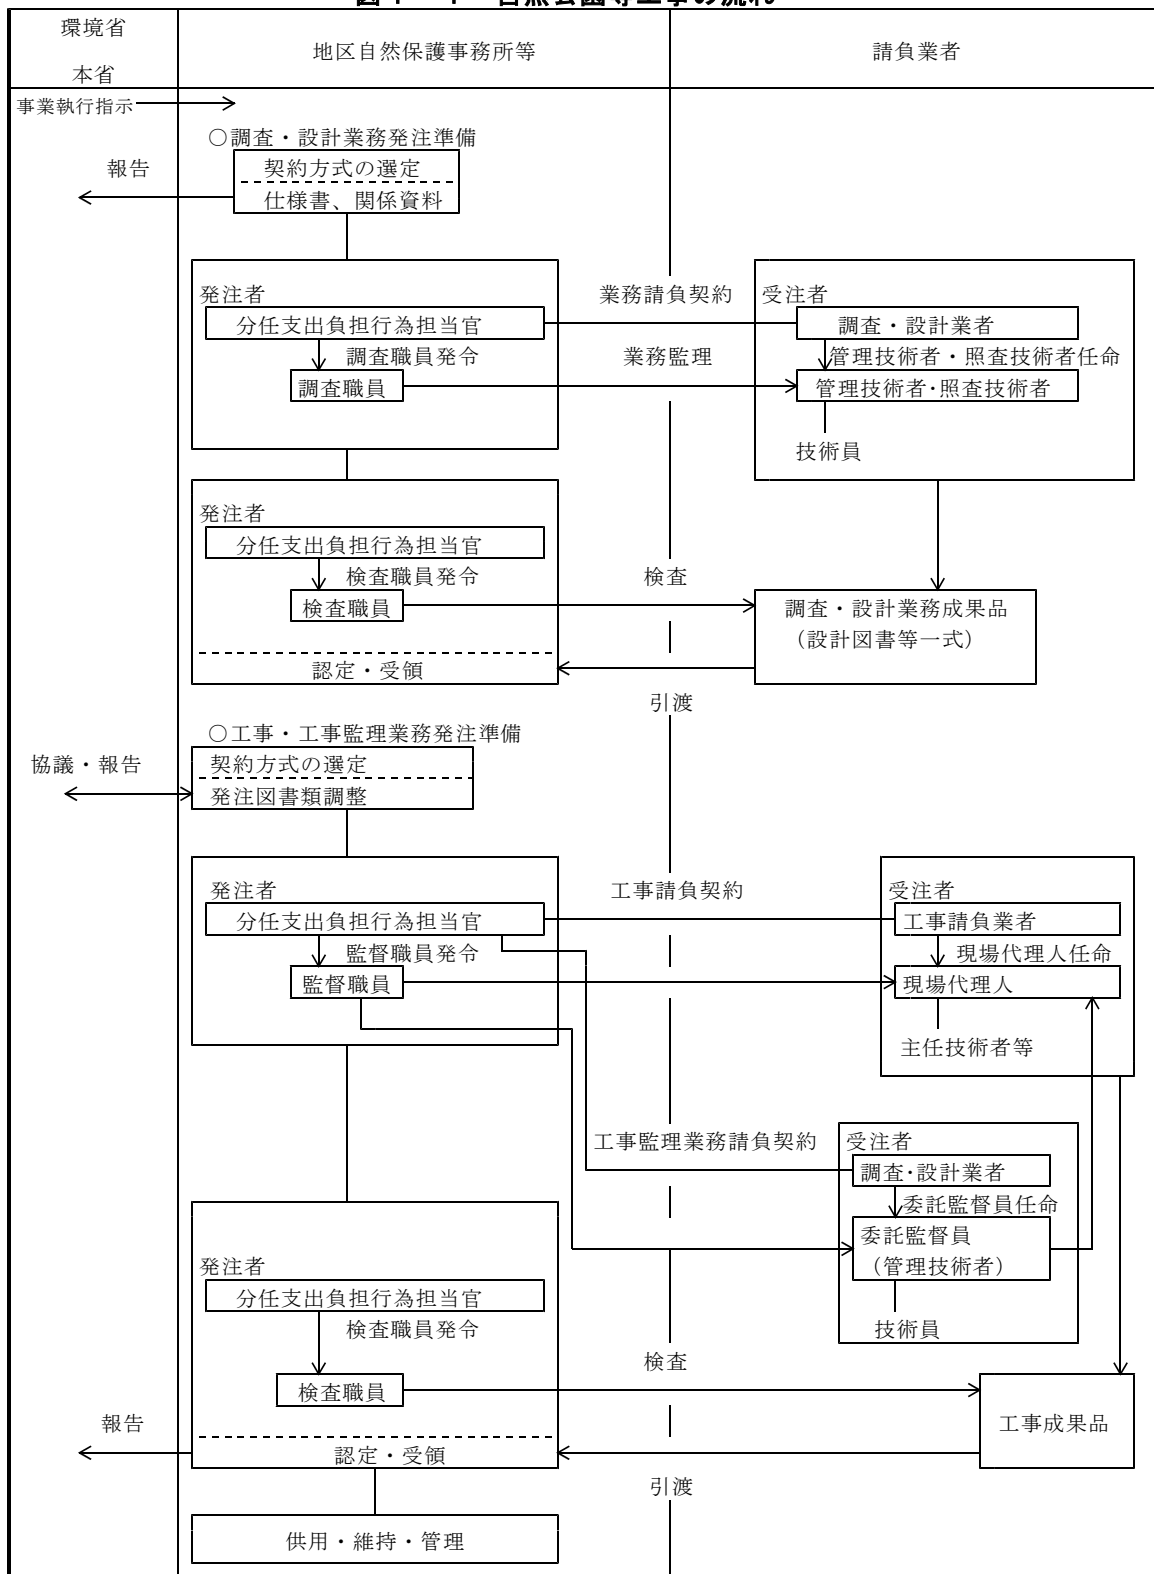 図1－1 自然公園等工事の流れ
環境省
本省
地区自然保護事務所等
請負業者
事業執行指示
○調査・設計業務発注準備
報告
契約方式の選定
仕様書、関係資料
発注者
業務請負契約
受注者
分任支出負担行為担当官
調査・設計業者
調査職員発令
業務監理
管理技術者・照査技術者任命
調査職員
管理技術者・照査技術者
技術員
発注者
分任支出負担行為担当官
検査職員発令
検査
検査職員
調査・設計業務成果品
（設計図書等一式）
認定・受領
引渡
○工事・工事監理業務発注準備
協議・報告
契約方式の選定
発注図書類調整
発注者
工事請負契約
受注者
分任支出負担行為担当官
工事請負業者
監督職員発令
現場代理人任命
監督職員
現場代理人
主任技術者等
工事監理業務請負契約
受注者
調査・設計業者
委託監督員任命
委託監督員
（管理技術者）
技術員
発注者
分任支出負担行為担当官
検査職員発令
検査
検査職員
工事成果品
報告
認定・受領
引渡
供用・維持・管理